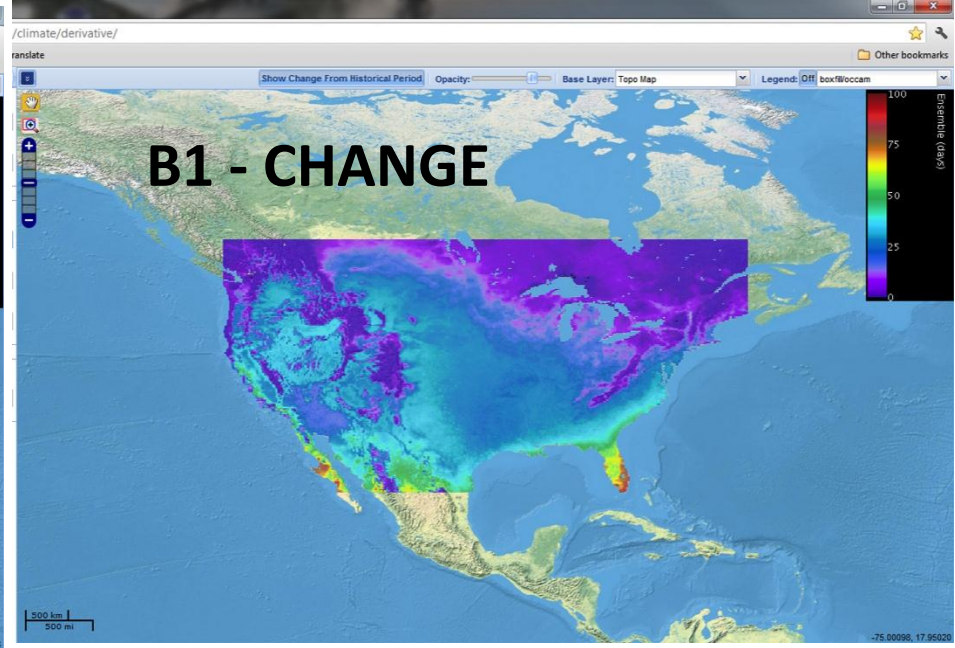 /climate/derivative/
ranslate
Other bookmarks
Show Change From Historical Period
Opacity:
Base Layer: Topo Map
Legend: Off boxfill/occam
B1 - CHANGE
100
75
50
25
0
Ensemble (days)
500 km
500 mi
-75.00098, 17.95020